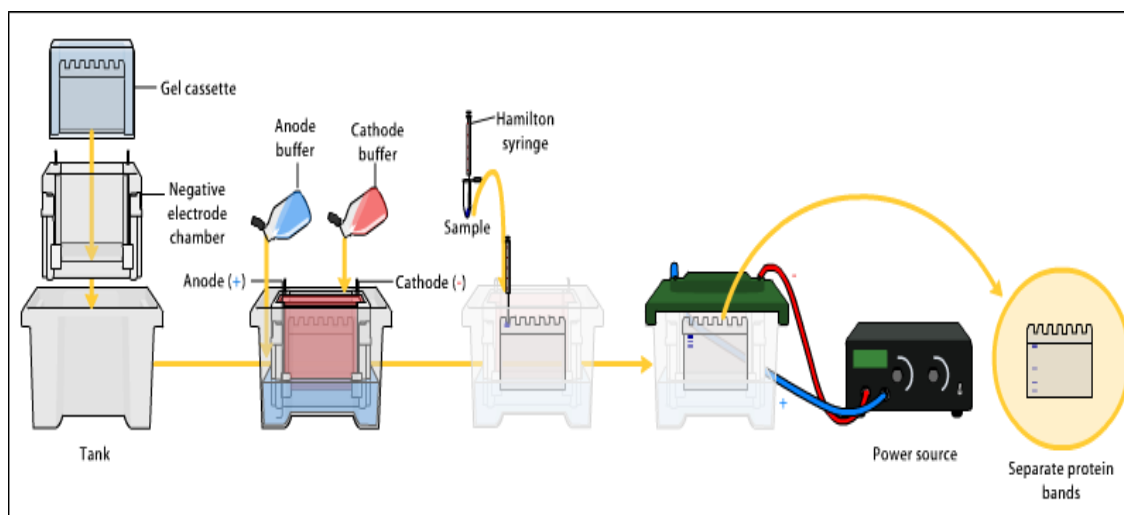 Gel cassette
Negative
electrode
chamber
Tank
Anode
buffer
Cathode
buffer
Anode (+)
Cathode (-)
Hamilton
syringe
Sample
-
+
Power source
Separate protein
bands